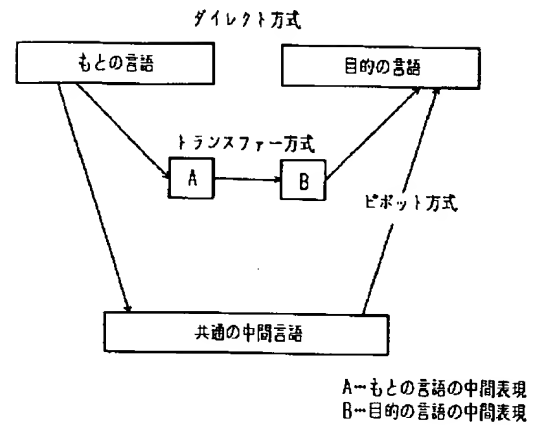 ダイレクト方式
もとの言語
目的の言語
トランスファー方式
A
B
ピボット方式
共通の中間言語
A…もとの言語の中間表現
B…目的の言語の中間表現